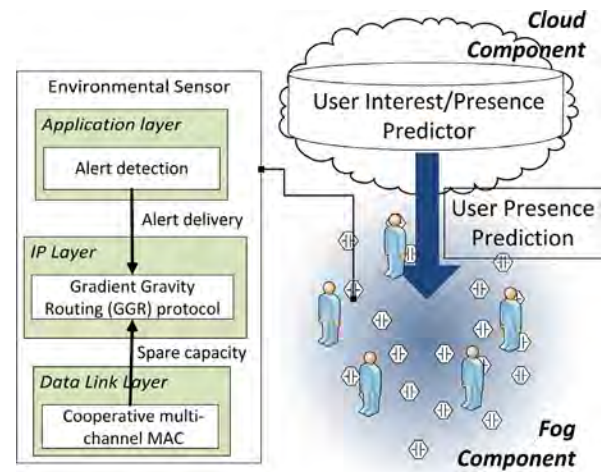 Environmental Sensor
Application layer
Alert detection
Alert delivery
IP Layer
Gradient Gravity
Routing (GGR) protocol
Spare capacity
Data Link Layer
Cooperative multi-
channel MAC
Cloud
Component
User Interest/Presence
Predictor
User Presence
Prediction
Fog
Component